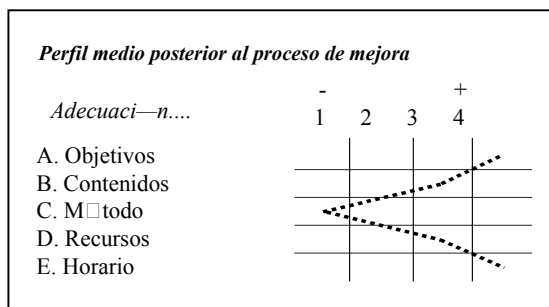 Perfil medio posterior al proceso de mejora
- +
Adecuaci—n....
1 2 3 4
A. Objetivos
B. Contenidos
C. M□todo
D. Recursos
E. Horario